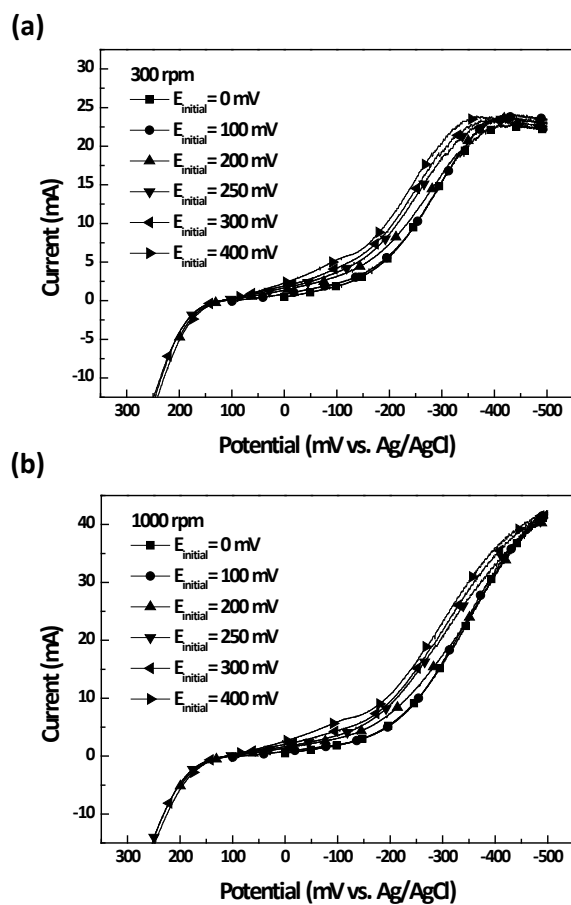 (a)
300 rpm
E initial = 0 mV
E initial = 100 mV
E initial = 200 mV
E initial = 250 mV
E initial = 300 mV
E initial = 400 mV
30
25
20
15
10
5
0
-5
-10
Current (mA)
300 200 100 0 -100 -200 -300 -400 -500
Potential (mV vs. Ag/AgCl)
(b)
1000 rpm
E initial = 0 mV
E initial = 100 mV
E initial = 200 mV
E initial = 250 mV
E initial = 300 mV
E initial = 400 mV
40
30
20
10
0
-10
Current (mA)
300 200 100 0 -100 -200 -300 -400 -500
Potential (mV vs. Ag/AgCl)